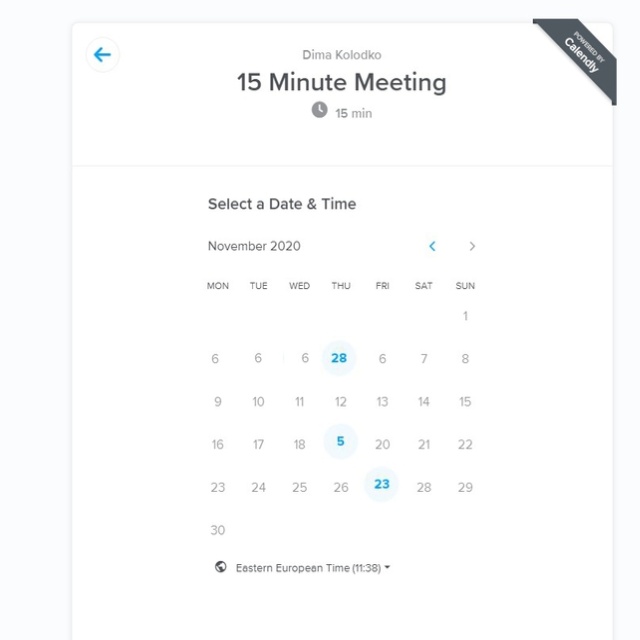 Dima Kolodko
15 Minute Meeting
15 min
POWERED BY
Calendly
Select a Date & Time
November 2020
MON TUE WED THU FRI SAT SUN
1
6 6 6 28 6 7 8
9 10 11 12 13 14 15
16 17 18 5 20 21 22
23 24 25 26 23 28 29
30
Eastern European Time (11:38)